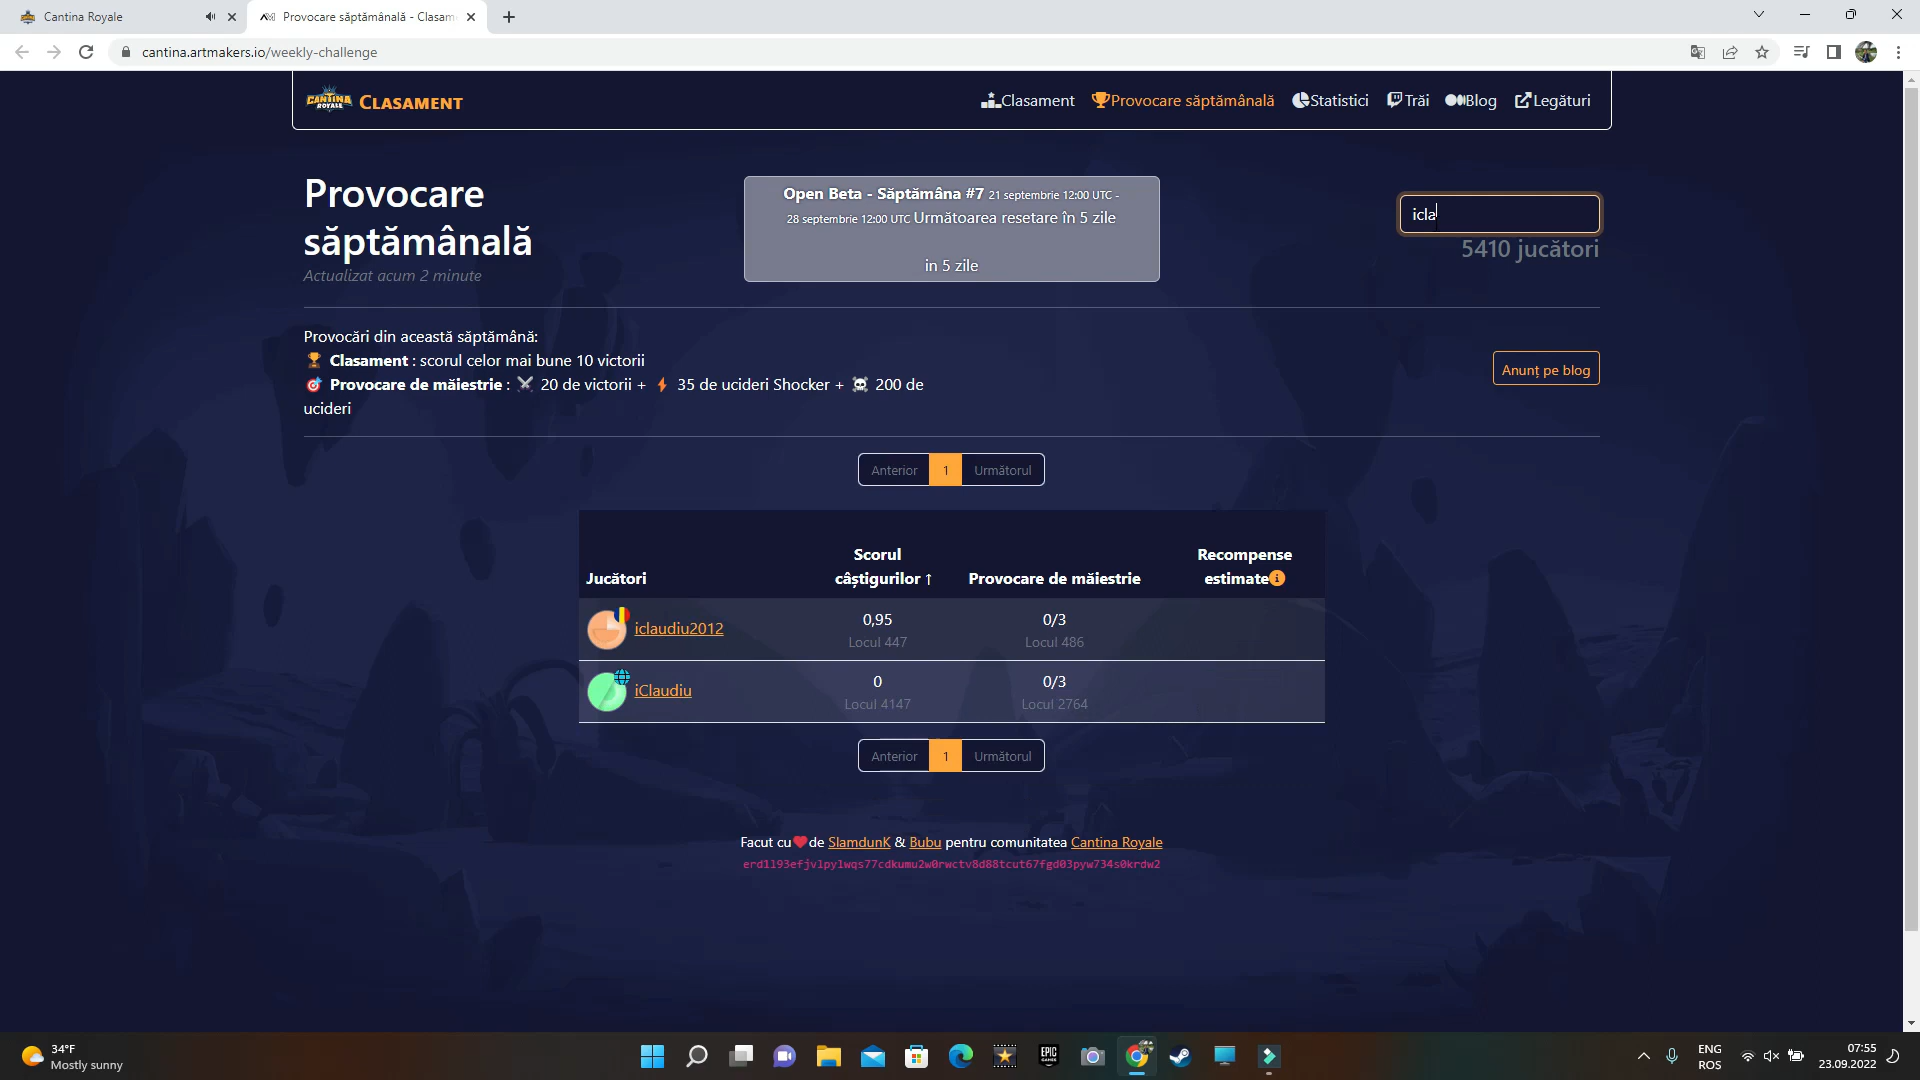 Cantina Royale
Provocare săptămânală - Clasam
cantina.artmakers.io/weekly-challenge
CANTINA ROYALE
CLASAMENT
Clasament
Provocare săptămânală
Statistici
Trăi
Blog
Legături
Provocare
săptămânală
Actualizat acum 2 minute
Open Beta - Săptămâna #7 21 septembrie 12:00 UTC -
28 septembrie 12:00 UTC Următoarea resetare în 5 zile
in 5 zile
icla
5410 jucători
Provocări din această săptămână:
Clasament : scorul celor mai bune 10 victorii
Provocare de măiestrie : 20 de victorii + 35 de ucideri Shocker + 200 de
ucideri
Anunț pe blog
Anterior 1 Următorul
Jucători
Scorul
câștigurilor ↑
Provocare de măiestrie
Recompense
estimate
iclaudiu2012
0,95
Locul 447
0/3
Locul 486
iClaudiu
0
Locul 4147
0/3
Locul 2764
Anterior 1 Următorul
Facut cu❤de SlamdunK & Bubu pentru comunitatea Cantina Royale
erd1l93efjvlpylwqs77cdkumu2w0rwctv8d88tcut67fgd03pyw734s0krdw2
34°F
Mostly sunny
EPIC
GAMES
ENG
ROS
07:55
23.09.2022